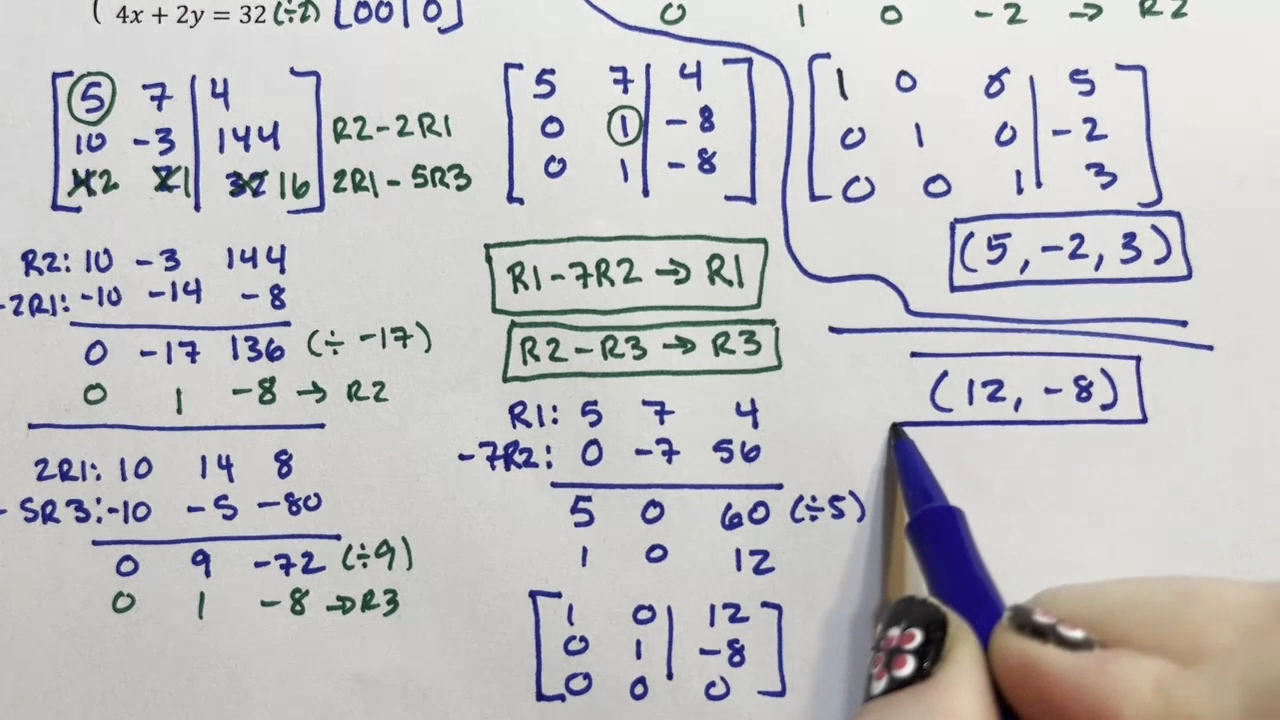 4x + 2y = 32 (÷2) [0 0 | 0]
0 1 0 -2 → R2
5 7 | 4
10 -3 | 144 R2-2R1
2 1 | 16 2R1-5R3
R2: 10 -3 144
-2R1: -10 -14 -8
0 -17 136 (÷ -17)
0 1 -8 → R2
2R1: 10 14 8
-5R3: -10 -5 -80
0 9 -72 (÷9)
0 1 -8 → R3
5 7 | 4
0 1 | -8
0 1 | -8
R1-7R2 → R1
R2-R3 → R3
R1: 5 7 4
-7R2: 0 -7 56
5 0 60 (÷5)
1 0 12
1 0 | 12
0 1 | -8
0 0 0
1 0 0 | 5
0 1 0 | -2
0 0 1 | 3
(5, -2, 3)
(12, -8)